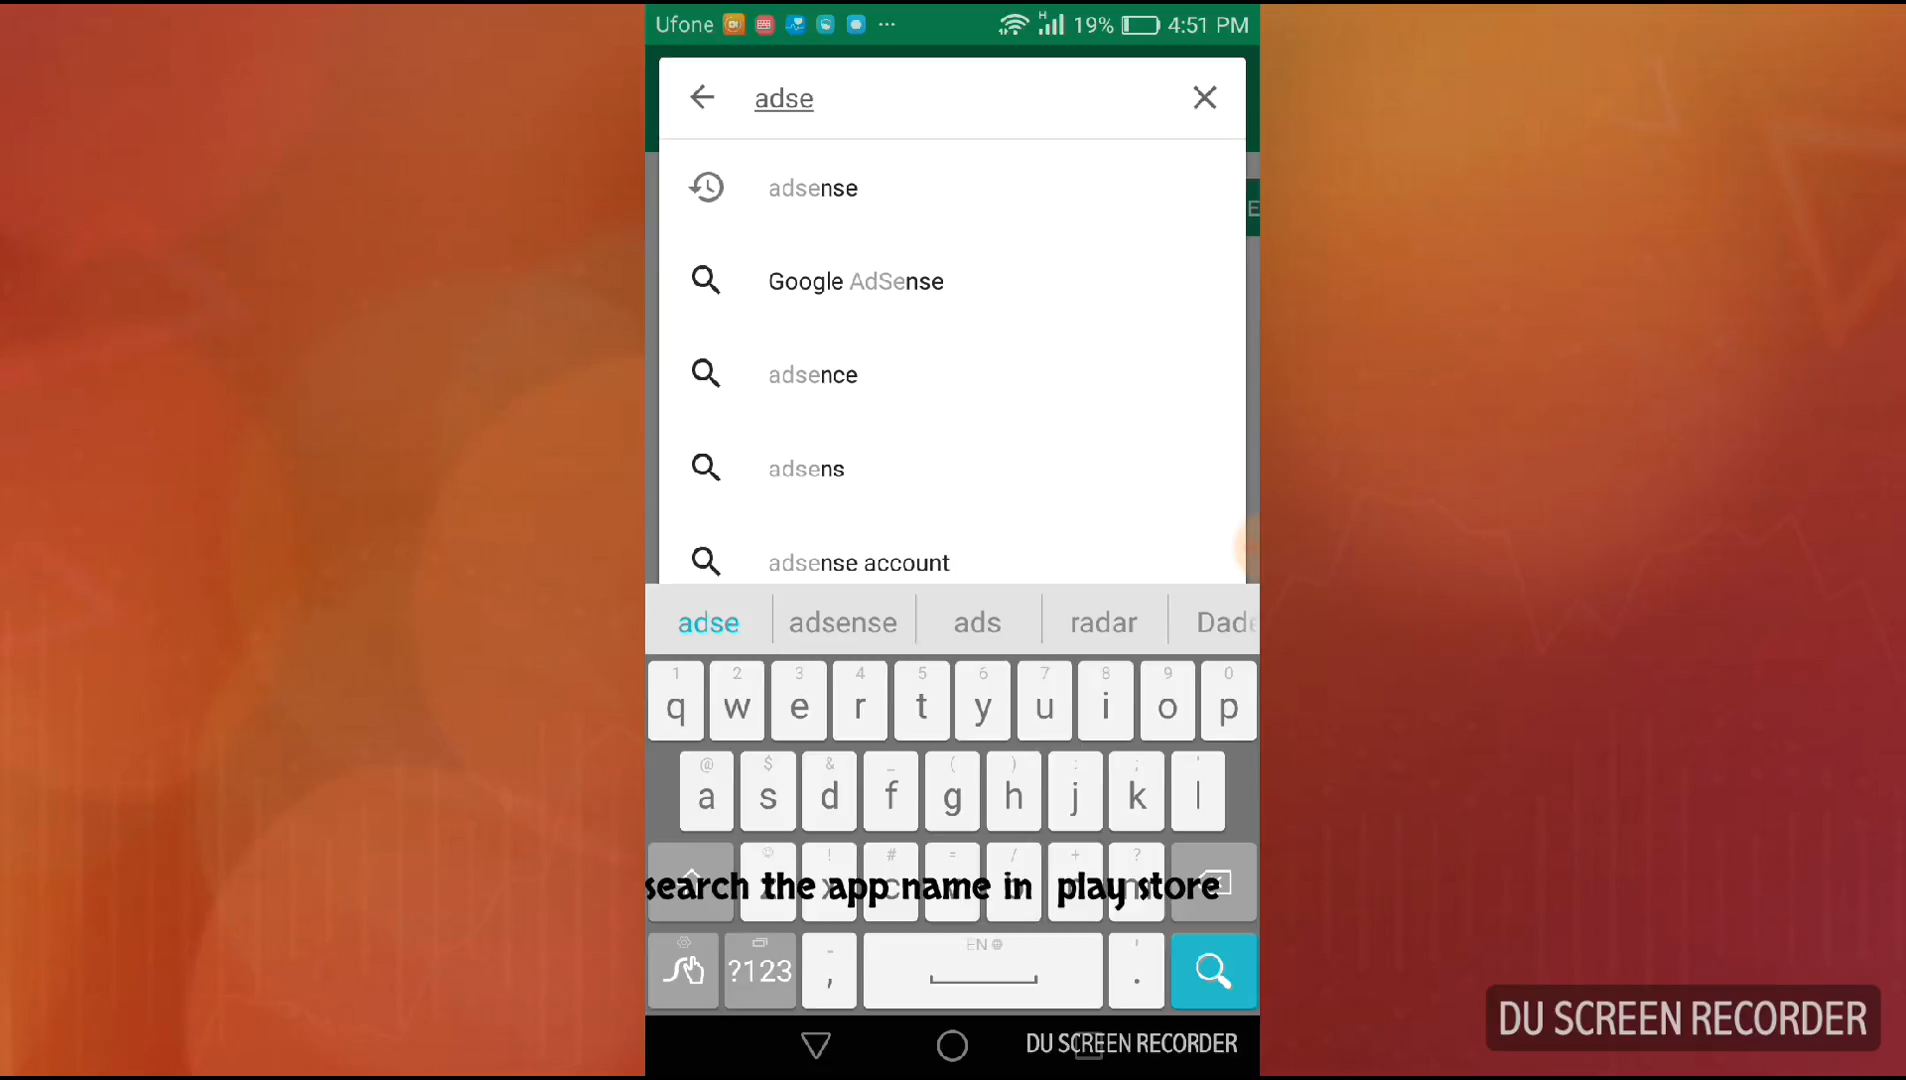 Ufone ... H 19% 4:51 PM
adse
adsense
E
Google AdSense
adsence
adsens
adsense account
adse adsense ads radar Dade
1 2 3 4 5 6 7 8 9 0
q w e r t y u i o p
@ $ & _ ( ) : ; '
a s d f g h j k l
! # = / + ?
z x c v b n m
search the app name in play store
EN
?123 , .
DU SCREEN RECORDER
DU SCREEN RECORDER